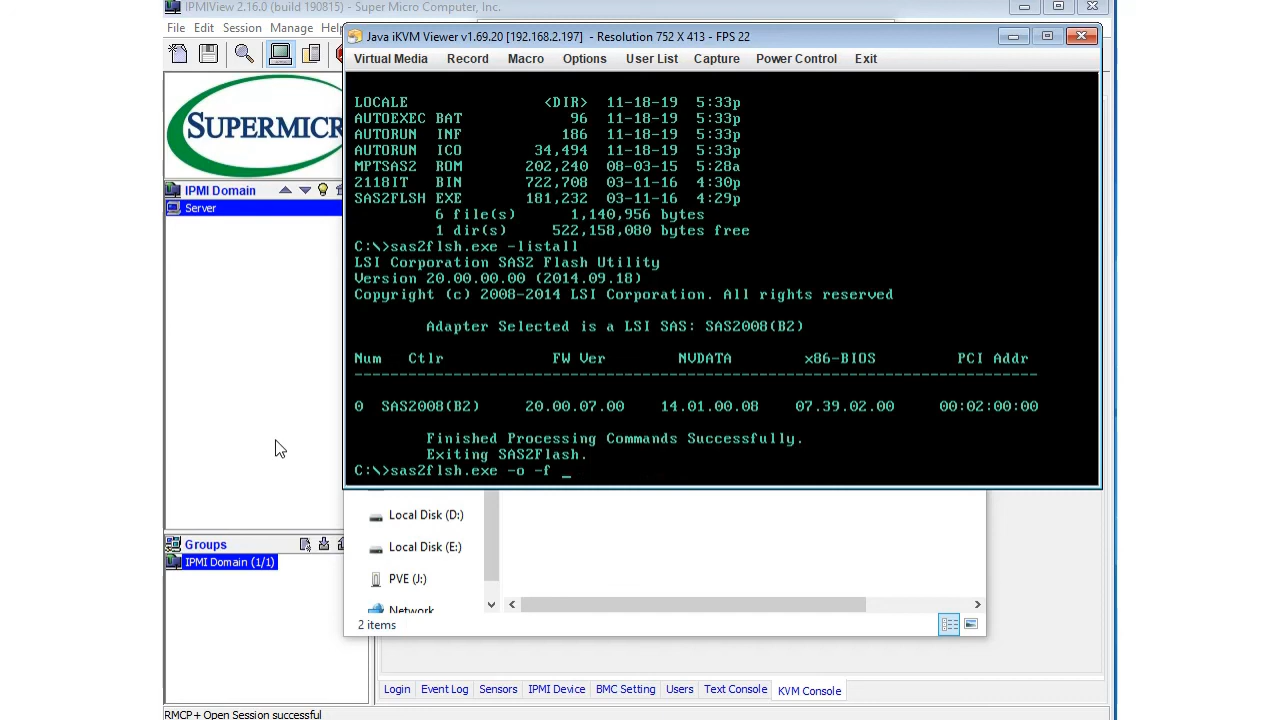 IPMIView 2.16.0 (build 190815) - Super Micro Computer, Inc.
File Edit Session Manage Help
SUPERMICR
IPMI Domain
Server
Groups
IPMI Domain (1/1)
Java iKVM Viewer v1.69.20 [192.168.2.197] - Resolution 752 X 413 - FPS 22
Virtual Media Record Macro Options User List Capture Power Control Exit
LOCALE <DIR> 11-18-19 5:33p
AUTOEXEC BAT 96 11-18-19 5:33p
AUTORUN INF 186 11-18-19 5:33p
AUTORUN ICO 34,494 11-18-19 5:33p
MPTSAS2 ROM 202,240 08-03-15 5:28a
2118IT BIN 722,708 03-11-16 4:30p
SAS2FLSH EXE 181,232 03-11-16 4:29p
6 file(s) 1,140,956 bytes
1 dir(s) 522,158,080 bytes free
C:\>sas2flsh.exe -listall
LSI Corporation SAS2 Flash Utility
Version 20.00.00.00 (2014.09.18)
Copyright (c) 2008-2014 LSI Corporation. All rights reserved
Adapter Selected is a LSI SAS: SAS2008(B2)
Num Ctlr FW Ver NVDATA x86-BIOS PCI Addr
----------------------------------------------------------------------------
0 SAS2008(B2) 20.00.07.00 14.01.00.08 07.39.02.00 00:02:00:00
Finished Processing Commands Successfully.
Exiting SAS2Flash.
C:\>sas2flsh.exe -o -f _
Local Disk (D:)
Local Disk (E:)
PVE (J:)
Network
2 items
Login Event Log Sensors IPMI Device BMC Setting Users Text Console KVM Console
RMCP+ Open Session successful